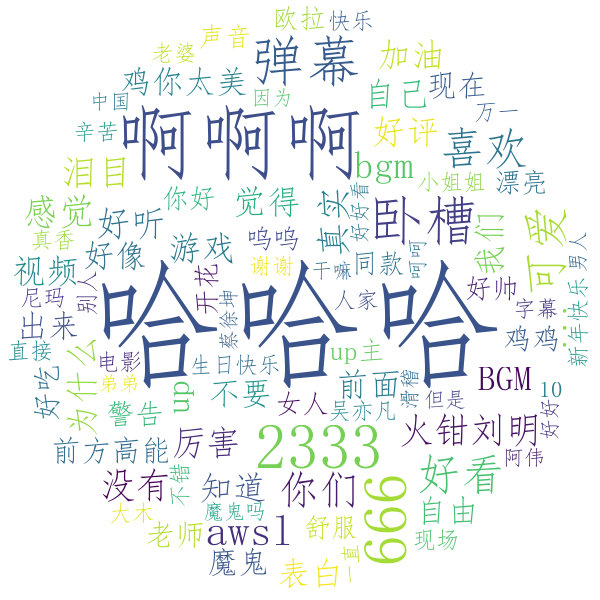 欧拉
快乐
老婆
声音
弹幕
加油
鸡你太美
现在
中国
因为
自己
万一
辛苦
啊啊啊
好评
喜欢
泪目
bgm
小姐姐
漂亮
感觉
你好
觉得
真实
好好看
卧槽
我们
可爱
真香
好听
好像
游戏
呜呜
呵呵
男人
视频
别人
开花
谢谢
干嘛
同款
好帅
尼玛
哈哈哈
人家
字幕
新年快乐
出来
蔡徐坤
鸡鸡
...
直接
为什么
电影
生日快乐
up主
好吃
弟弟
不要
前面
滑稽
BGM
10
警告
up
女人
吴亦凡
但是
好好
前方高能
厉害
2333
火钳刘明
没有
不错
知道
你们
666
好看
阿伟
大木
魔鬼吗
自由
老师
awsl
舒服
现场
魔鬼
表白
一直